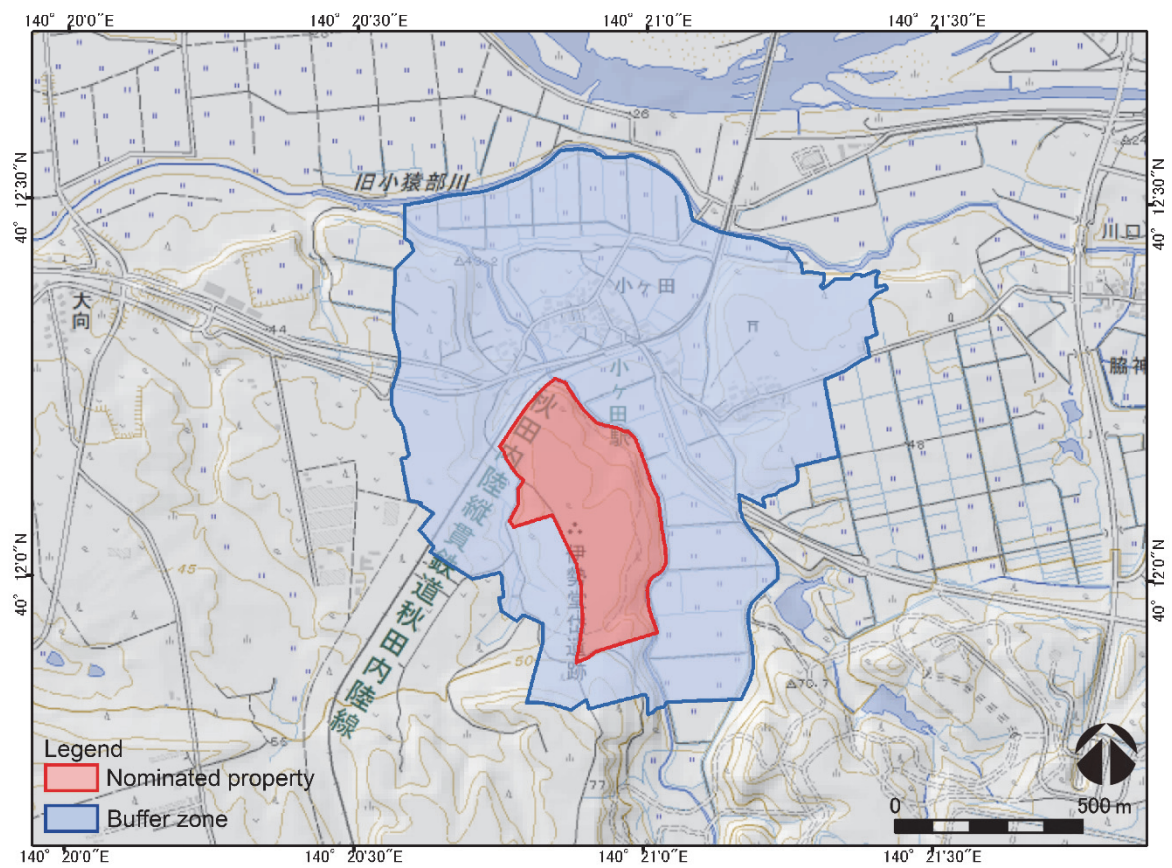 140° 20′0″E
140° 20′30″E
140° 21′0″E
140° 21′30″E
26
40° 12′30″N
旧小猿部川
40° 12′30″N
川口
大向
44
小ヶ田
小ヶ田駅
脇神
48
秋田内陸縦貫鉄道秋田内陸線
伊勢堂岱遺跡
40° 12′0″N
45
40° 12′0″N
50
70.7
55
77
Legend
Nominated property
Buffer zone
0
500 m
140° 20′0″E
140° 20′30″E
140° 21′0″E
140° 21′30″E